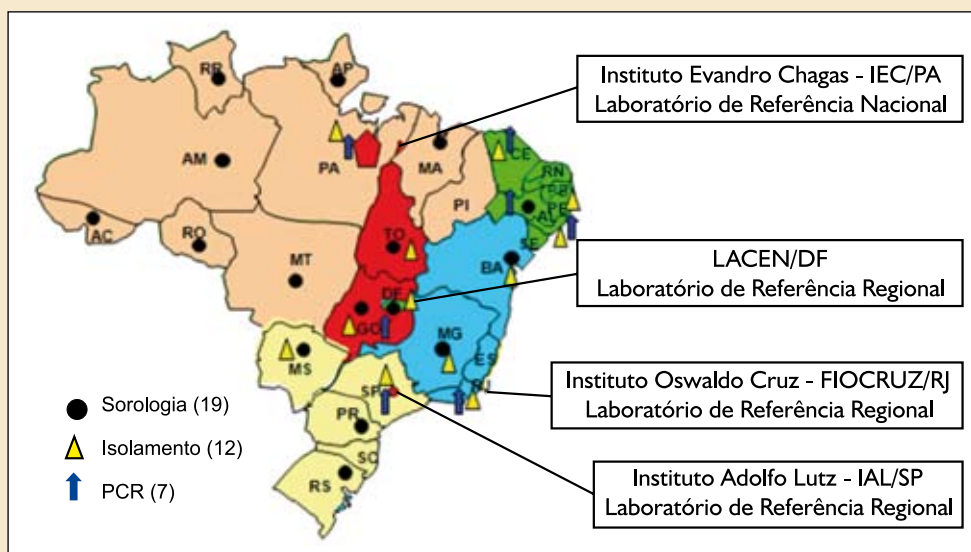 Instituto Evandro Chagas - IEC/PA
Laboratório de Referência Nacional
LACEN/DF
Laboratório de Referência Regional
Instituto Oswaldo Cruz - FIOCRUZ/RJ
Laboratório de Referência Regional
Instituto Adolfo Lutz - IAL/SP
Laboratório de Referência Regional
RR
AP
AM
PA
MA
CE
RN
PB
PE
AL
SE
PI
AC
RO
TO
MT
BA
DF
GO
MG
ES
MS
SP
RJ
PR
SC
RS
Sorologia (19)
Isolamento (12)
PCR (7)